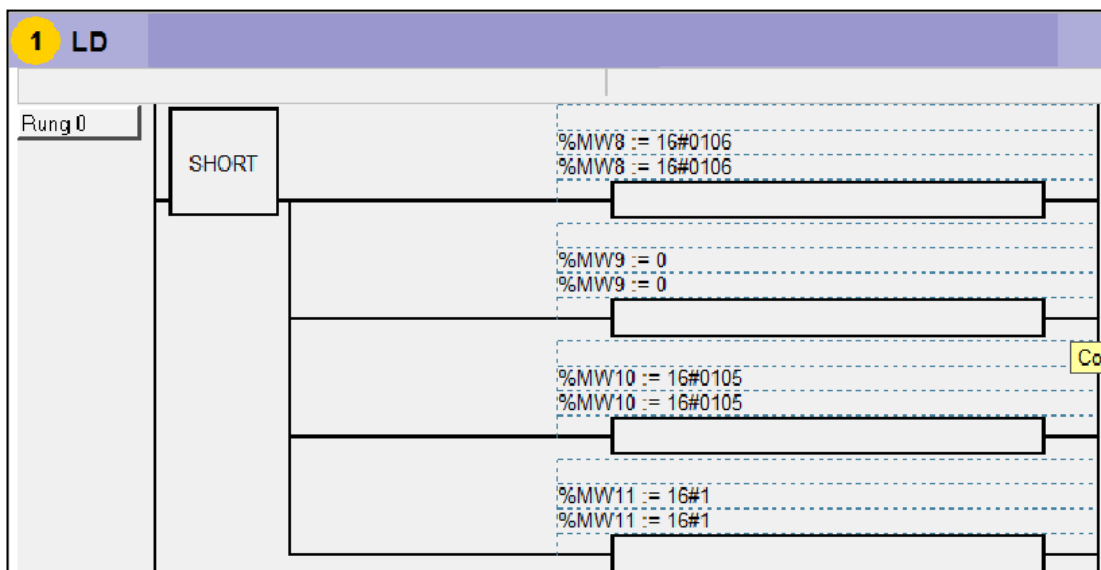 1 LD
Rung 0
SHORT
%MW8 := 16#0106
%MW8 := 16#0106
%MW9 := 0
%MW9 := 0
Co
%MW10 := 16#0105
%MW10 := 16#0105
%MW11 := 16#1
%MW11 := 16#1